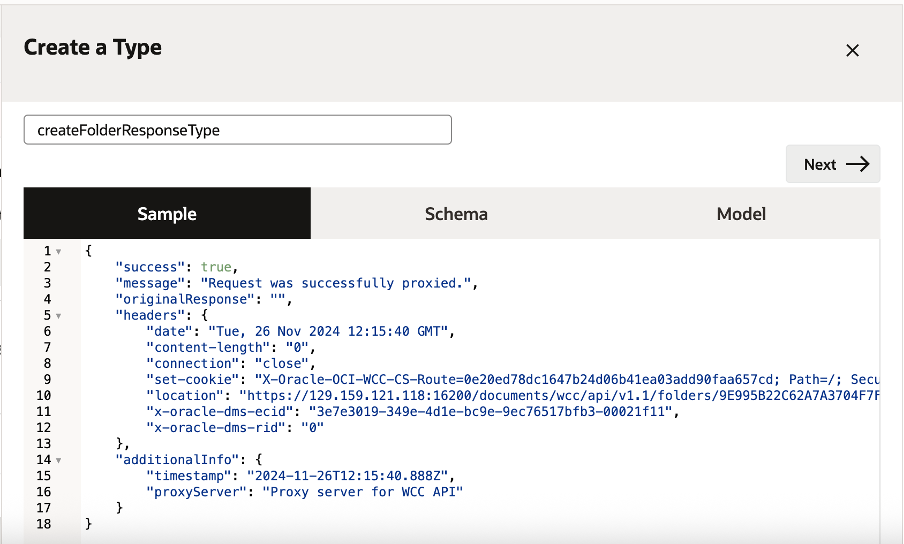 Create a Type
createFolderResponseType
Next
Sample Schema Model
1 {
2 "success": true,
3 "message": "Request was successfully proxied.",
4 "originalResponse": "",
5 "headers": {
6 "date": "Tue, 26 Nov 2024 12:15:40 GMT",
7 "content-length": "0",
8 "connection": "close",
9 "set-cookie": "X-Oracle-OCI-WCC-CS-Route=0e20ed78dc1647b24d06b41ea03add90faa657cd; Path=/; Secu
10 "location": "https://129.159.121.118:16200/documents/wcc/api/v1.1/folders/9E995B22C62A7A3704F7F
11 "x-oracle-dms-ecid": "3e7e3019-349e-4d1e-bc9e-9ec76517bfb3-00021f11",
12 "x-oracle-dms-rid": "0"
13 },
14 "additionalInfo": {
15 "timestamp": "2024-11-26T12:15:40.888Z",
16 "proxyServer": "Proxy server for WCC API"
17 }
18 }